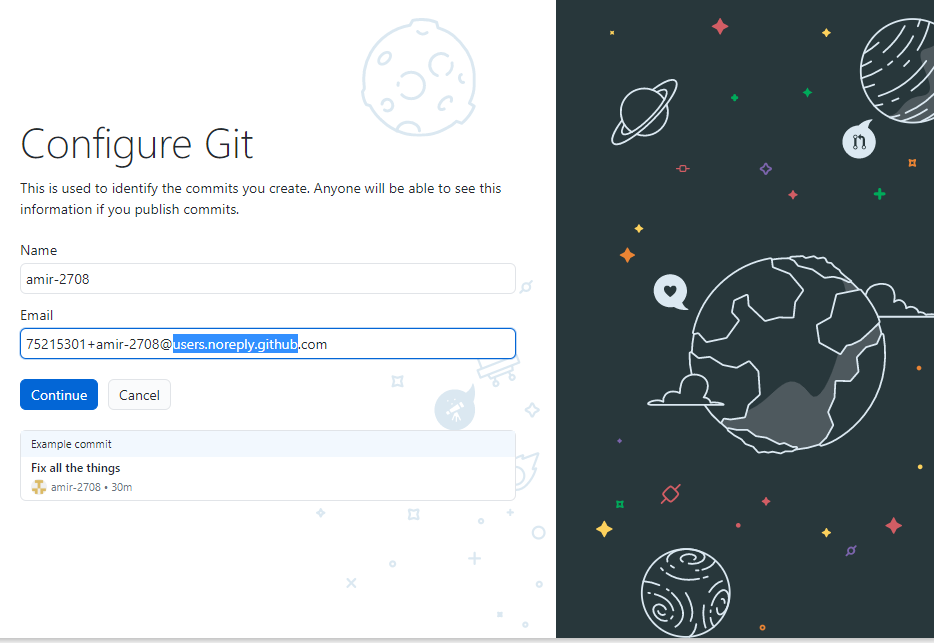 Configure Git
This is used to identify the commits you create. Anyone will be able to see this
information if you publish commits.
Name
amir-2708
Email
75215301+amir-2708@users.noreply.github.com
Continue Cancel
Example commit
Fix all the things
amir-2708 • 30m